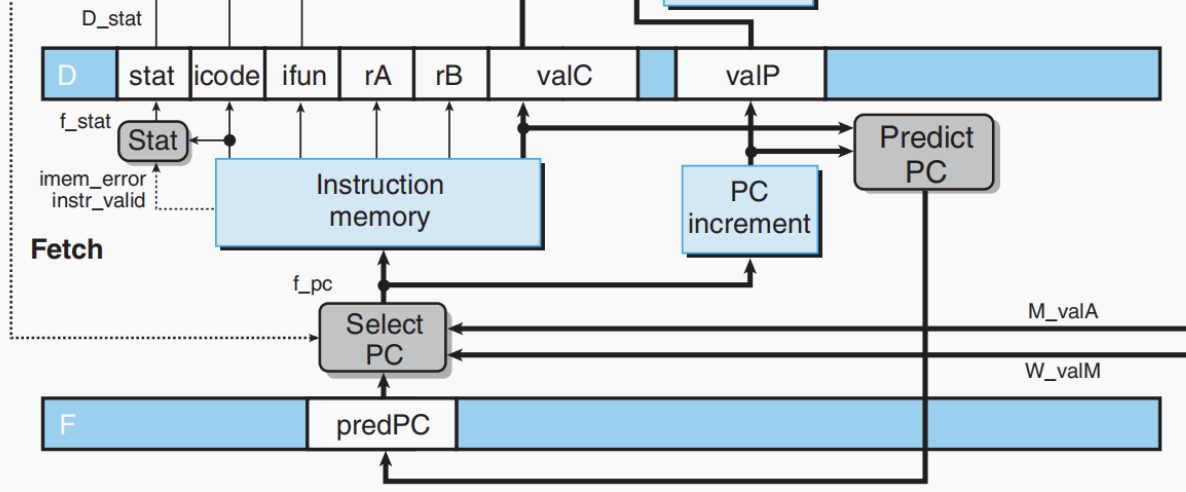 D_stat
D
stat
icode
ifun
rA
rB
valC
valP
f_stat
Stat
Predict
PC
imem_error
instr_valid
Instruction
memory
PC
increment
Fetch
f_pc
Select
PC
M_valA
W_valM
F
predPC